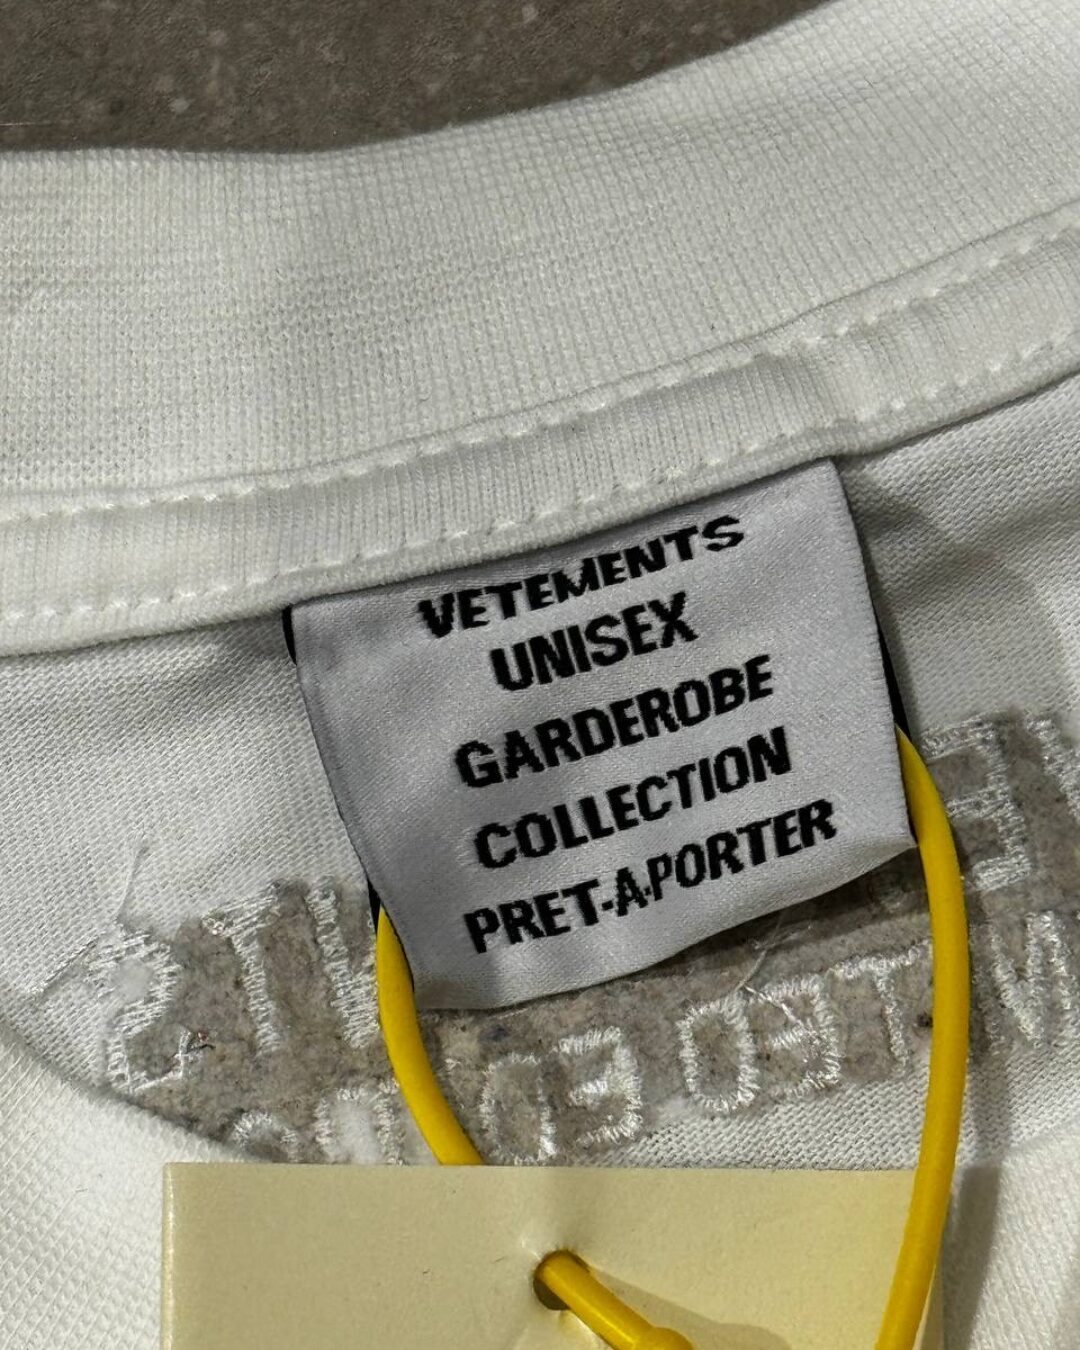 VETEMENTS
UNISEX
GARDEROBE
COLLECTION
PRET-A-PORTER